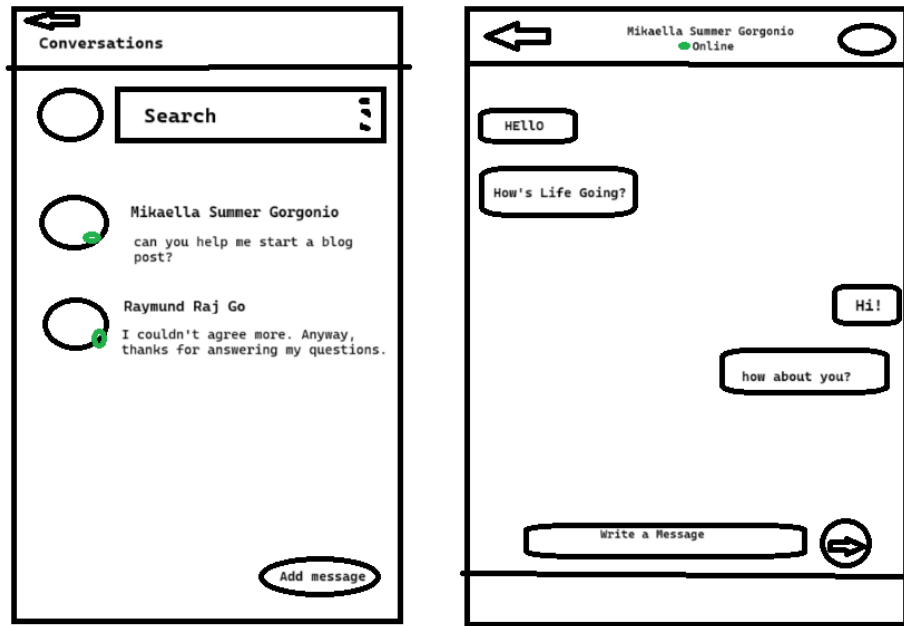 Conversations
Search
Mikaella Summer Gorgonio
can you help me start a blog
post?
Raymund Raj Go
I couldn't agree more. Anyway,
thanks for answering my questions.
Add message
Mikaella Summer Gorgonio
Online
HEllO
How's Life Going?
Hi!
how about you?
Write a Message